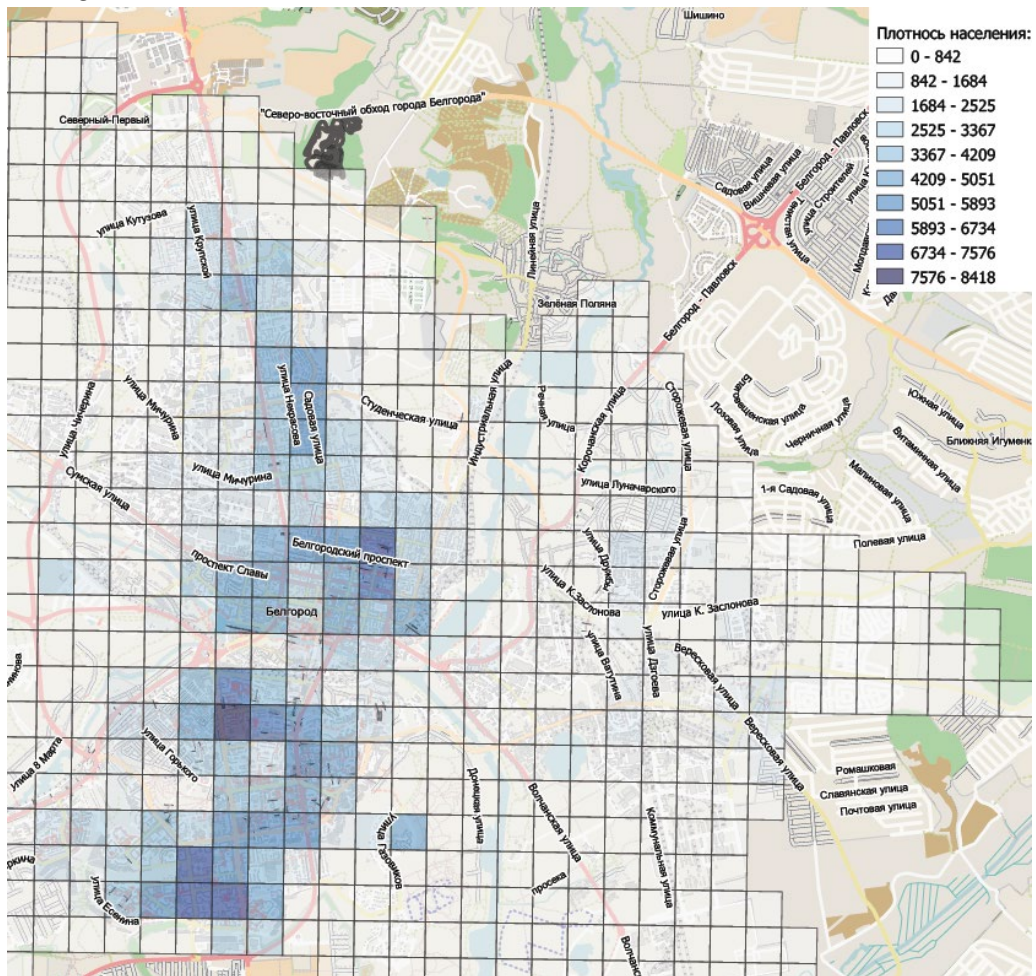 Шишино
Плотнось населения:
0 - 842
842 - 1684
1684 - 2525
2525 - 3367
3367 - 4209
4209 - 5051
5051 - 5893
5893 - 6734
6734 - 7576
7576 - 8418
"Северо-восточный обход города Белгорода"
Северный-Первый
Белгород - Павловск
Садовая улица
Вишневая улица
улица Строителей
улица Кутузова
улица Крупской
Линейная улица
Зелёная Поляна
Белгород - Павловск
улица Чичерина
улица Мичурина
улица Некрасова
Садовая улица
Студенческая улица
Индустриальная улица
Речная улица
Корочанская улица
Сторожевая улица
Благовещенская улица
Лозовая улица
Черничная улица
Южная улица
Витаминная улица
Ближняя Игуменка
Малиновая улица
Сумская улица
улица Мичурина
улица Луначарского
1-я Садовая улица
Полевая улица
Белгородский проспект
проспект Славы
улица Дружбы
Сторожевая улица
Белгород
улица К.Заслонова
улица К. Заслонова
улица Ватутина
улица Дзгоева
Вересковая улица
Вересковая улица
улица 8 Марта
улица Горького
Донецкая улица
Волчанская улица
Коммунальная улица
Ромашковая
Славянская улица
Почтовая улица
улица Газовиков
просека
улица Есенина